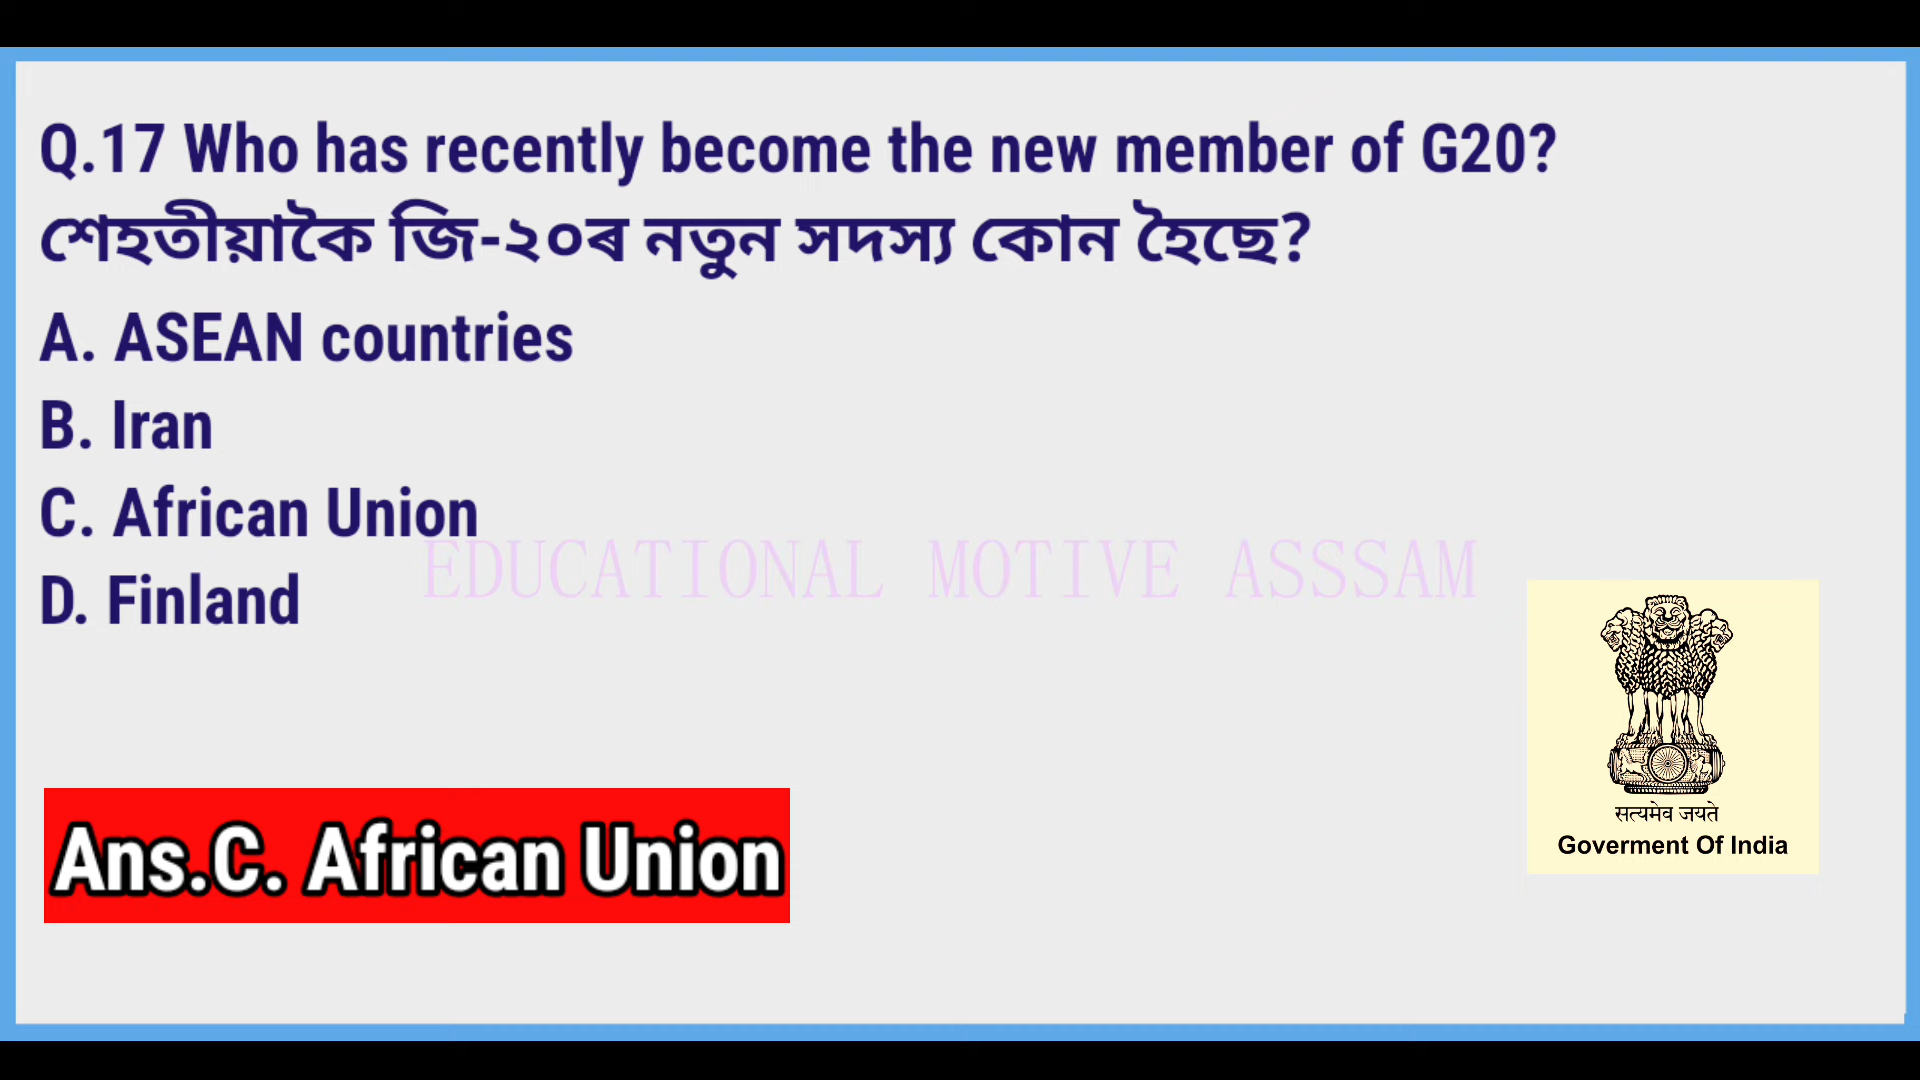 Q.17 Who has recently become the new member of G20?
শেহতীয়াকৈ জি-২০ৰ নতুন সদস্য কোন হৈছে?
A. ASEAN countries
B. Iran
C. African Union
D. Finland
EDUCATIONAL MOTIVE ASSSAM
सत्यमेव जयते
Goverment Of India
Ans.C. African Union